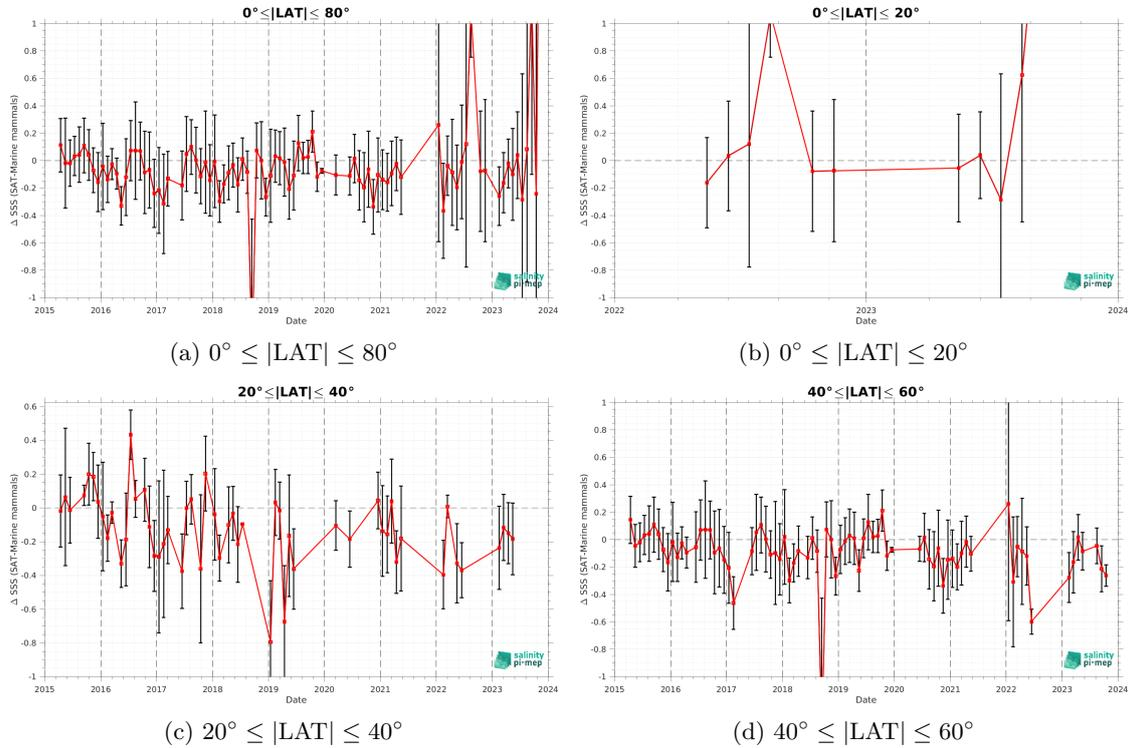 0°≤|LAT|≤ 80°
Δ SSS (SAT-Marine mammals)
1
0.8
0.6
0.4
0.2
0
-0.2
-0.4
-0.6
-0.8
-1
2015 2016 2017 2018 2019 2020 2021 2022 2023 2024
Date
salinity
pi-mep
(a) 0° ≤ |LAT| ≤ 80°
0°≤|LAT|≤ 20°
Δ SSS (SAT-Marine mammals)
1
0.8
0.6
0.4
0.2
0
-0.2
-0.4
-0.6
-0.8
-1
2022 2023 2024
Date
salinity
pi-mep
(b) 0° ≤ |LAT| ≤ 20°
20°≤|LAT|≤ 40°
Δ SSS (SAT-Marine mammals)
0.6
0.4
0.2
0
-0.2
-0.4
-0.6
-0.8
-1
2015 2016 2017 2018 2019 2020 2021 2022 2023 2024
Date
salinity
pi-mep
(c) 20° ≤ |LAT| ≤ 40°
40°≤|LAT|≤ 60°
Δ SSS (SAT-Marine mammals)
1
0.8
0.6
0.4
0.2
0
-0.2
-0.4
-0.6
-0.8
-1
2015 2016 2017 2018 2019 2020 2021 2022 2023 2024
Date
salinity
pi-mep
(d) 40° ≤ |LAT| ≤ 60°